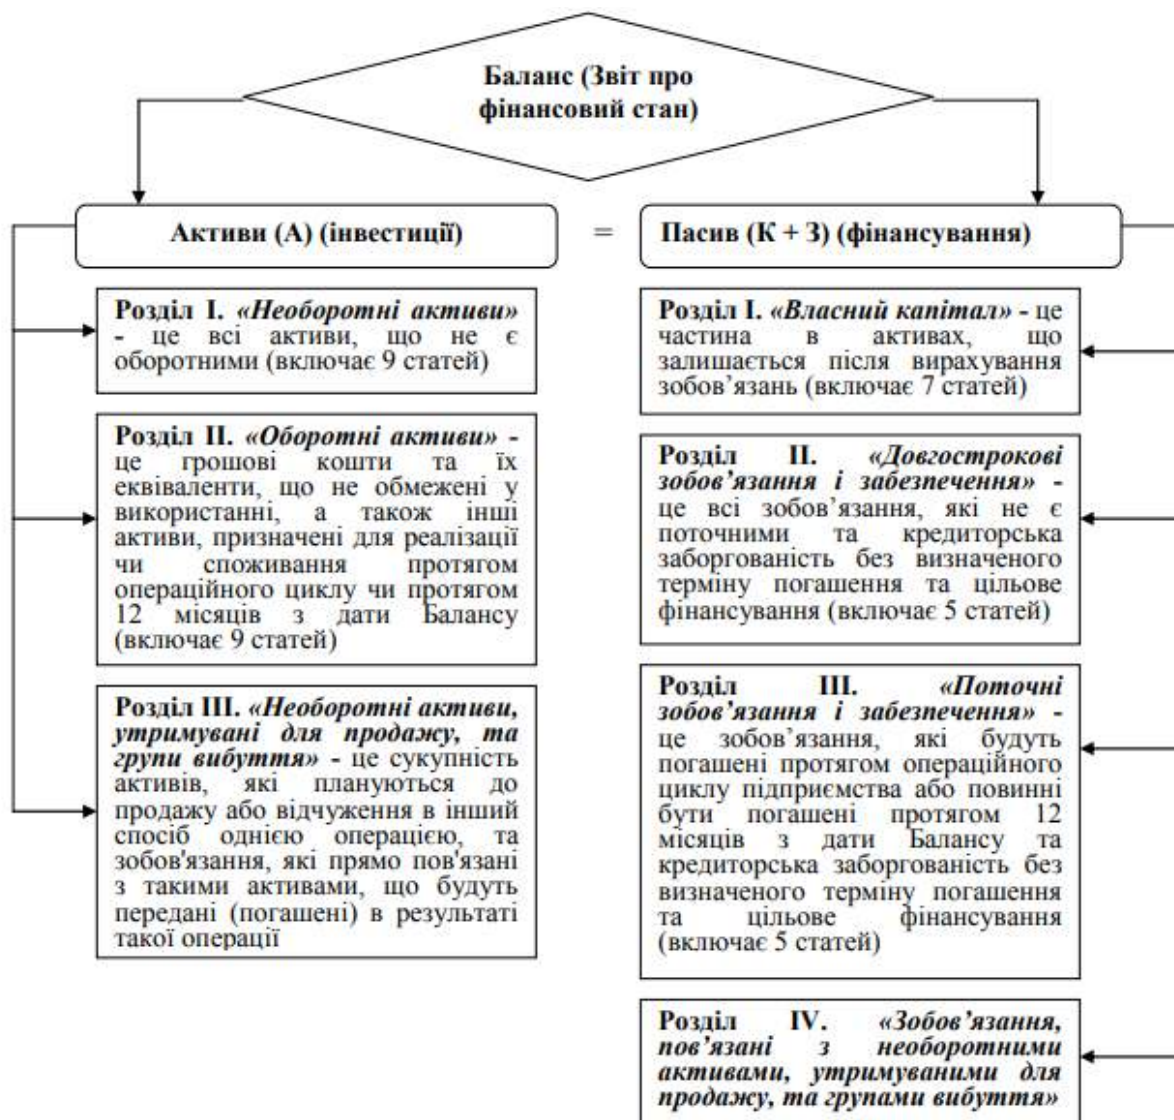 Баланс (Звіт про
фінансовий стан)
Активи (А) (інвестиції)
=
Пасив (К + З) (фінансування)
Розділ І. «Необоротні активи»
- це всі активи, що не є
оборотними (включає 9 статей)
Розділ ІІ. «Оборотні активи» -
це грошові кошти та їх
еквіваленти, що не обмежені у
використанні, а також інші
активи, призначені для реалізації
чи споживання протягом
операційного циклу чи протягом
12 місяців з дати Балансу
(включає 9 статей)
Розділ ІІІ. «Необоротні активи,
утримувані для продажу, та
групи вибуття» - це сукупність
активів, які плануються до
продажу або відчуження в інший
спосіб однією операцією, та
зобов'язання, які прямо пов'язані
з такими активами, що будуть
передані (погашені) в результаті
такої операції
Розділ І. «Власний капітал» - це
частина в активах, що
залишається після вирахування
зобов’язань (включає 7 статей)
Розділ ІІ. «Довгострокові
зобов’язання і забезпечення» -
це всі зобов’язання, які не є
поточними та кредиторська
заборгованість без визначеного
терміну погашення та цільове
фінансування (включає 5 статей)
Розділ ІІІ. «Поточні
зобов’язання і забезпечення» -
це зобов’язання, які будуть
погашені протягом операційного
циклу підприємства або повинні
бути погашені протягом 12
місяців з дати Балансу та
кредиторська заборгованість без
визначеного терміну погашення
та цільове фінансування
(включає 5 статей)
Розділ IV. «Зобов’язання,
пов’язані з необоротними
активами, утримуваними для
продажу, та групами вибуття»